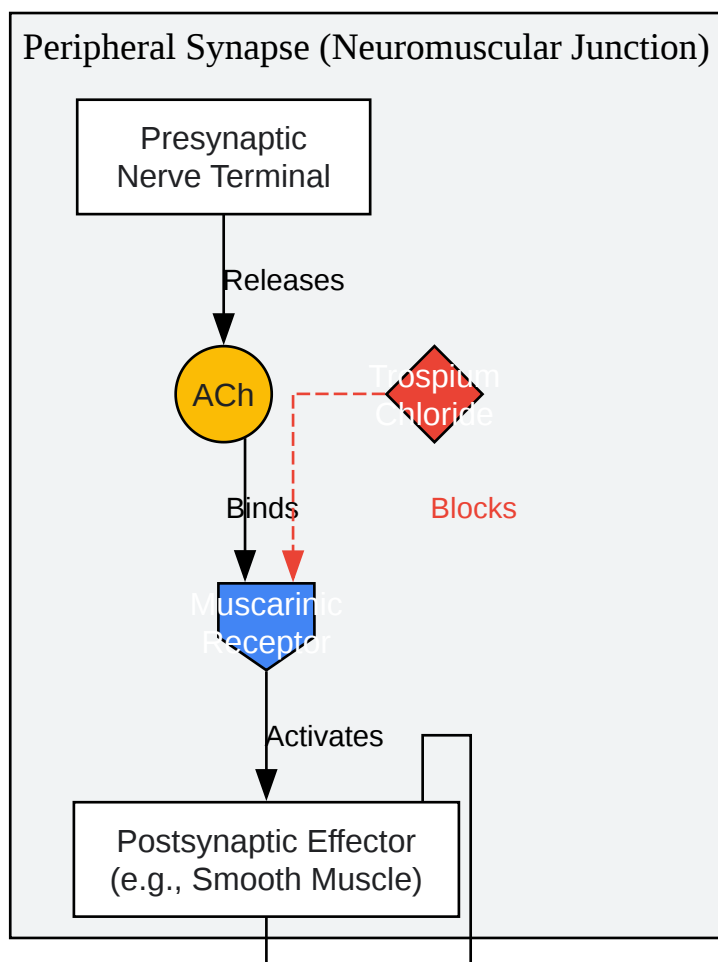 Peripheral Synapse (Neuromuscular Junction)
Presynaptic
Nerve Terminal
Releases
ACh
Trospium
Chloride
Binds
Blocks
Muscarinic
Receptor
Activates
Postsynaptic Effector
(e.g., Smooth Muscle)